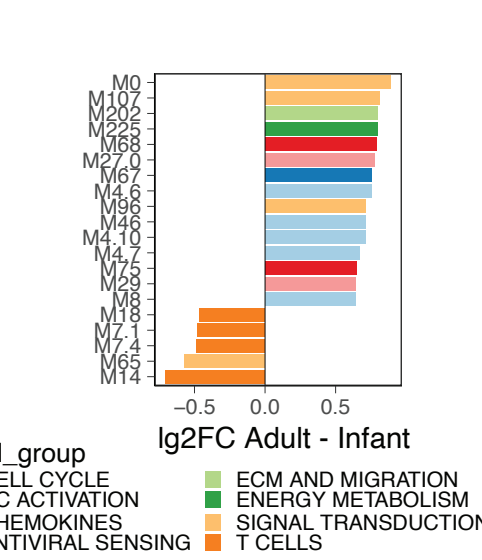 M0
M107
M202
M225
M68
M27.0
M67
M4.6
M96
M46
M4.10
M4.7
M75
M29
M8
M18
M7.1
M7.4
M65
M14
−0.5 0.0 0.5
lg2FC Adult - Infant
l_group
ELL CYCLE ECM AND MIGRATION
C ACTIVATION ENERGY METABOLISM
HEMOKINES SIGNAL TRANSDUCTION
NTIVIRAL SENSING T CELLS